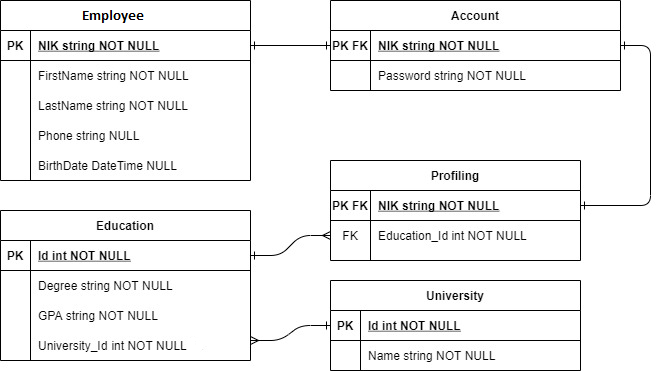 Employee
PK NIK string NOT NULL
FirstName string NOT NULL
LastName string NOT NULL
Phone string NULL
BirthDate DateTime NULL
Account
PK FK NIK string NOT NULL
Password string NOT NULL
Profiling
PK FK NIK string NOT NULL
FK Education_Id int NOT NULL
Education
PK Id int NOT NULL
Degree string NOT NULL
GPA string NOT NULL
University_Id int NOT NULL
University
PK Id int NOT NULL
Name string NOT NULL